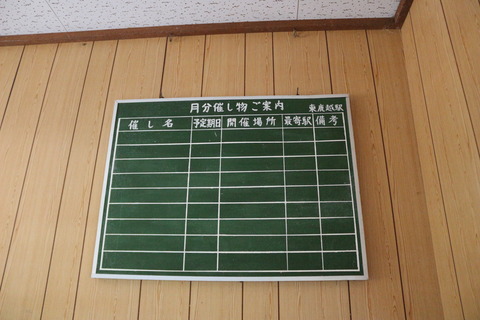 月分催し物ご案内 東鹿越駅
催し名 予定期日 開催場所 最寄駅 備考